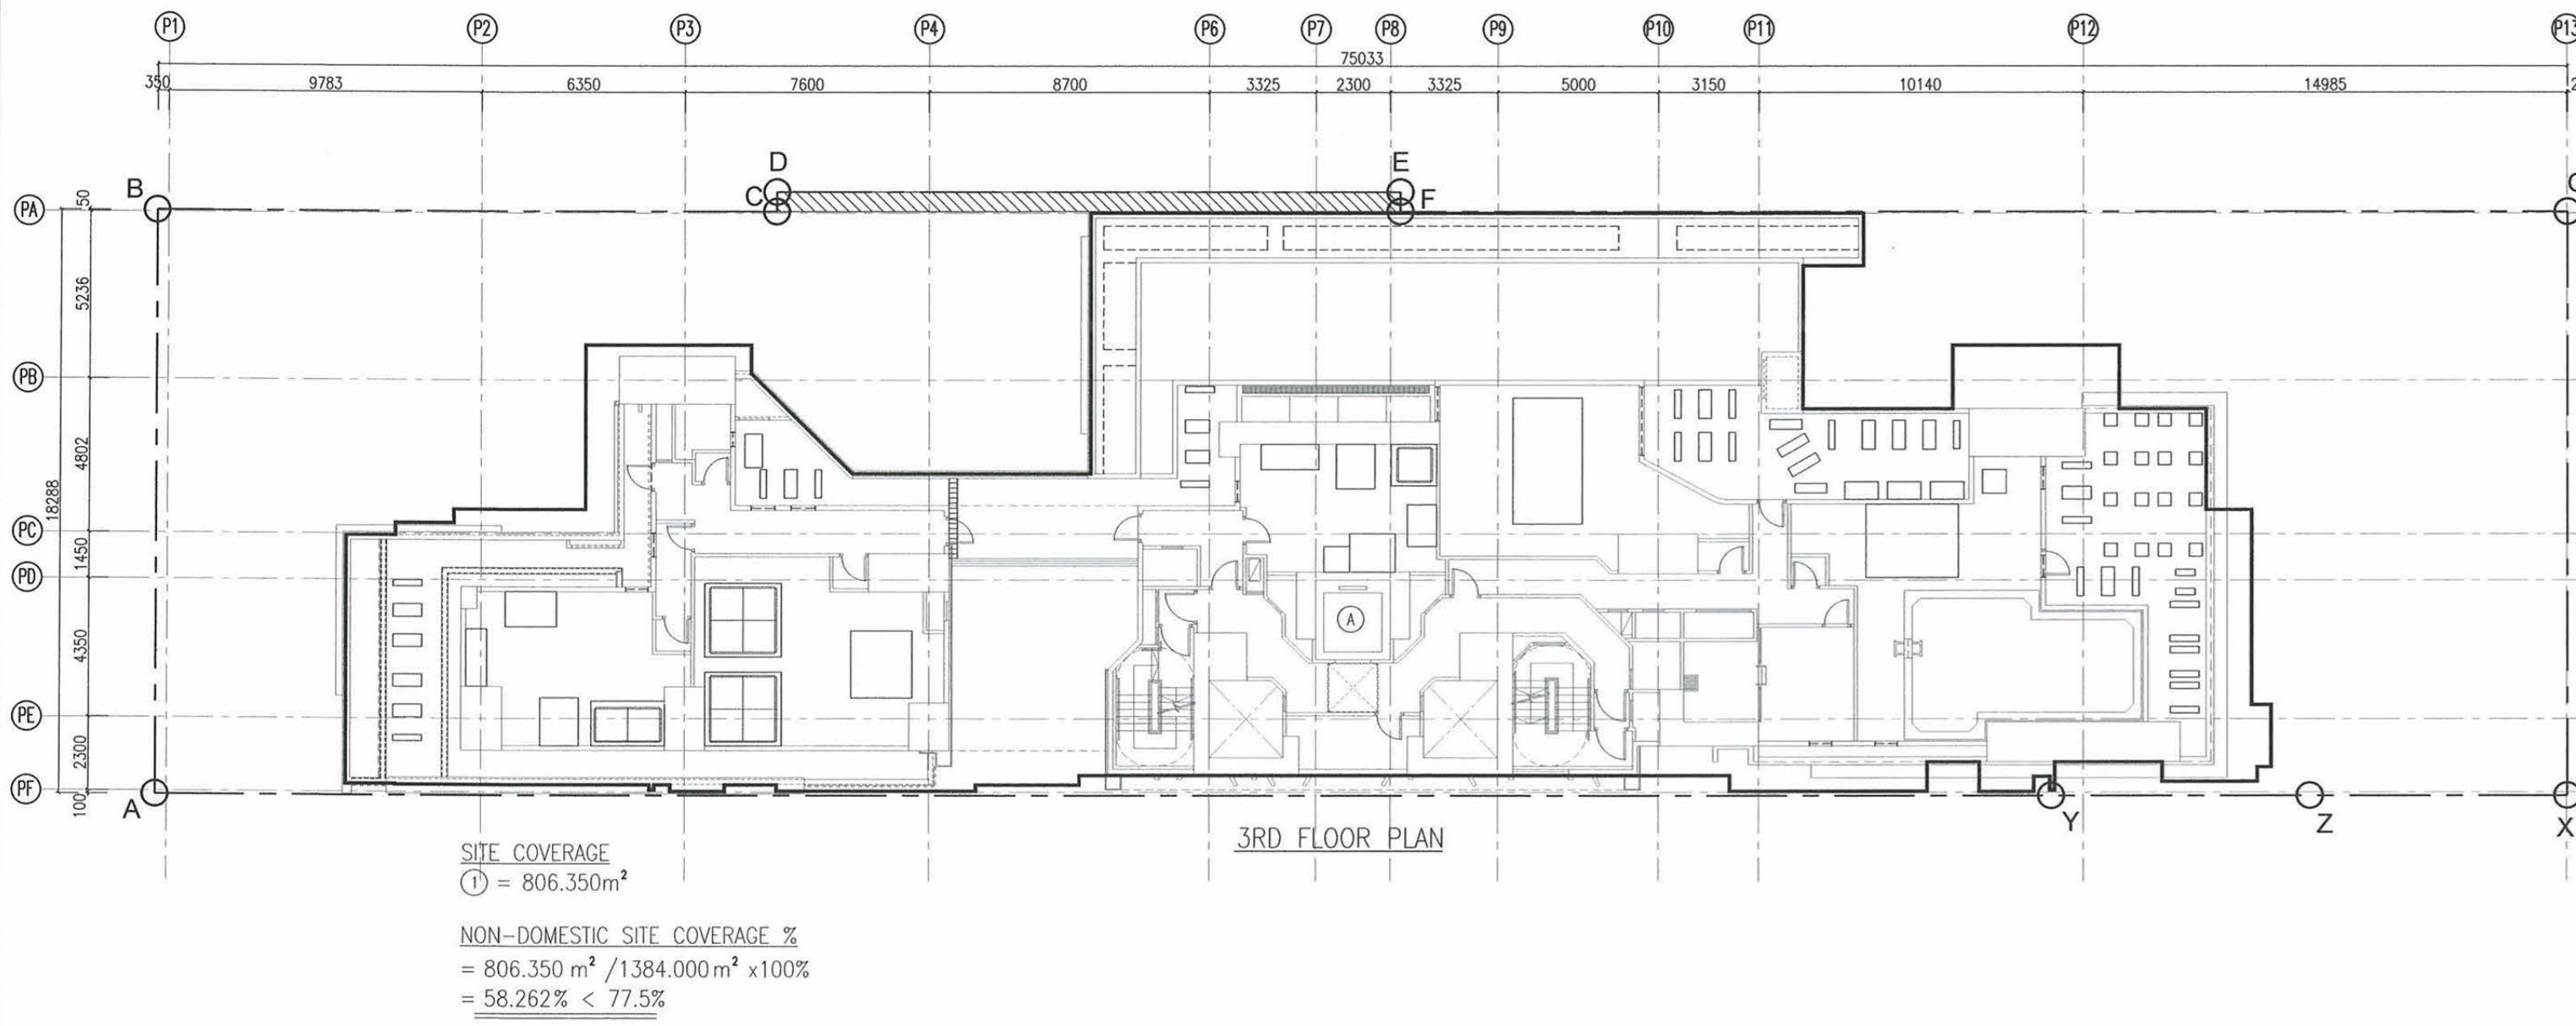 P1 P2 P3 P4 P6 P7 P8 P9 P10 P11 P12 P13
75033
350 9783 6350 7600 8700 3325 2300 3325 5000 3150 10140 14985
D E
B C F
PA 50
5236
PB
4802
18288
PC
1450
PD
4350
A
PE
2300
PF
100
A Y Z X
3RD FLOOR PLAN
SITE COVERAGE
① = 806.350m²
NON-DOMESTIC SITE COVERAGE %
= 806.350 m² /1384.000m² x100%
= 58.262% < 77.5%